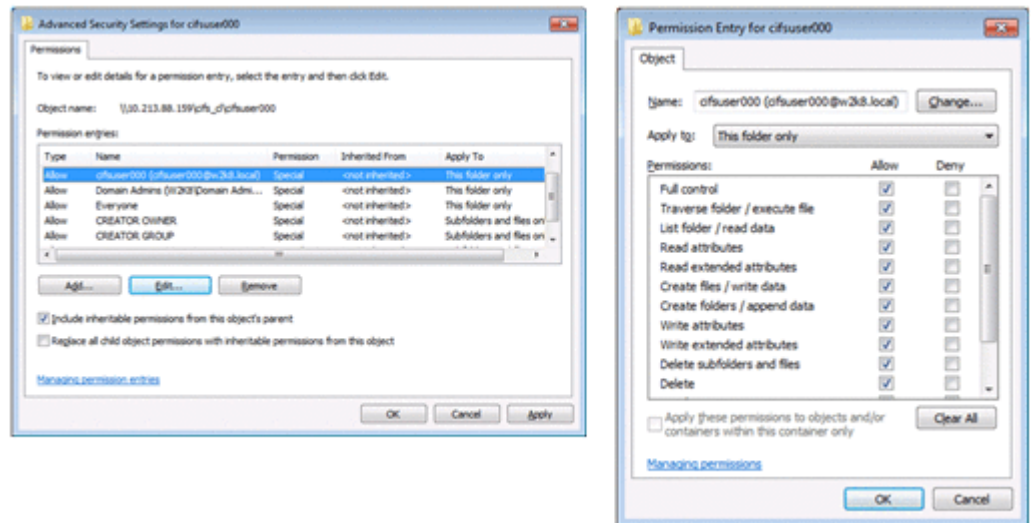 Advanced Security Settings for cifsuser000
Permissions
To view or edit details for a permission entry, select the entry and then click Edit.
Object name: \\10.213.88.159\cifs_cl\cifsuser000
Permission entries:
Type Name Permission Inherited From Apply To
Allow cifsuser000 (cifsuser000@w2k8.local) Special <not inherited> This folder only
Allow Domain Admins (W2K8\Domain Admi... Special <not inherited> This folder only
Allow Everyone Special <not inherited> This folder only
Allow CREATOR OWNER Special <not inherited> Subfolders and files on
Allow CREATOR GROUP Special <not inherited> Subfolders and files on
Add... Edit... Remove
Include inheritable permissions from this object's parent
Replace all child object permissions with inheritable permissions from this object
Managing permission entries
OK Cancel Apply
Permission Entry for cifsuser000
Object
Name: cifsuser000 (cifsuser000@w2k8.local) Change...
Apply to: This folder only
Permissions: Allow Deny
Full control
Traverse folder / execute file
List folder / read data
Read attributes
Read extended attributes
Create files / write data
Create folders / append data
Write attributes
Write extended attributes
Delete subfolders and files
Delete
Apply these permissions to objects and/or
containers within this container only
Clear All
Managing permissions
OK Cancel